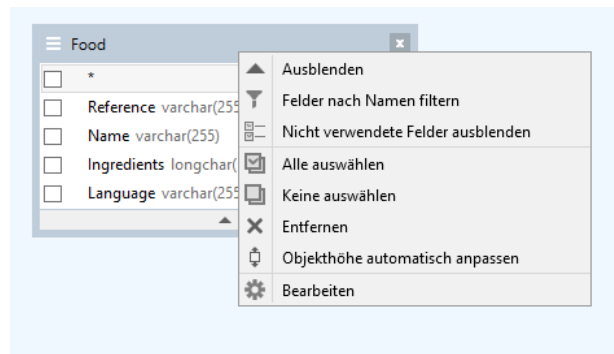 Food
*
Reference varchar(255
Name varchar(255)
Ingredients longchar(
Language varchar(255
Ausblenden
Felder nach Namen filtern
Nicht verwendete Felder ausblenden
Alle auswählen
Keine auswählen
Entfernen
Objekthöhe automatisch anpassen
Bearbeiten